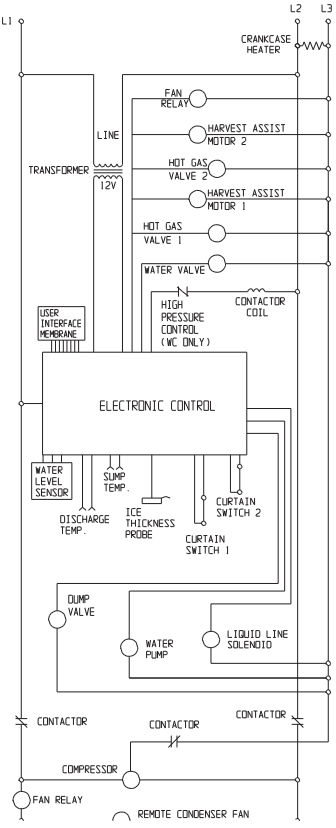 L1
L2 L3
CRANKCASE
HEATER
FAN
RELAY
LINE
HARVEST ASSIST
MOTOR 2
HOT GAS
VALVE 2
TRANSFORMER
12V
HARVEST ASSIST
MOTOR 1
HOT GAS
VALVE 1
WATER VALVE
HIGH
PRESSURE
CONTROL
(WC ONLY)
CONTACTOR
COIL
USER
INTERFACE
MEMBRANE
ELECTRONIC CONTROL
WATER
LEVEL
SENSOR
SUMP
TEMP.
DISCHARGE
TEMP.
ICE
THICKNESS
PROBE
CURTAIN
SWITCH 2
CURTAIN
SWITCH 1
DUMP
VALVE
WATER
PUMP
LIQUID LINE
SOLENOID
CONTACTOR
CONTACTOR
CONTACTOR
COMPRESSOR
FAN RELAY
REMOTE CONDENSER FAN